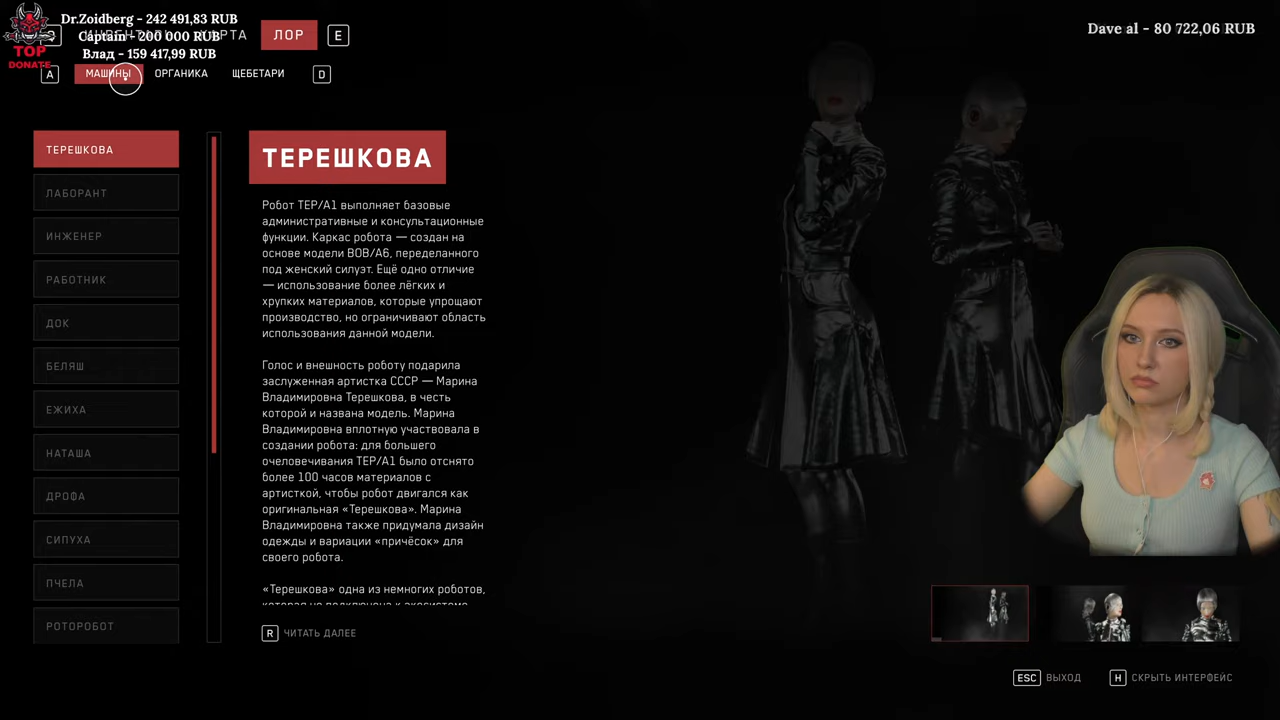 Dr.Zoidberg - 242 491,83 RUB
Captain - 200 000 RUB
Влад - 159 417,99 RUB
TOP
DONATE
КАРТА
ЛОР
E
Dave al - 80 722,06 RUB
A
МАШИНЫ
ОРГАНИКА
ЩЕБЕТАРИ
D
ТЕРЕШКОВА
ЛАБОРАНТ
ИНЖЕНЕР
РАБОТНИК
ДОК
БЕЛЯШ
ЕЖИХА
НАТАША
ДРОФА
СИПУХА
ПЧЕЛА
РОТОРОБОТ
ТЕРЕШКОВА
Робот ТЕР/А1 выполняет базовые
административные и консультационные
функции. Каркас робота — создан на
основе модели ВОВ/А6, переделанного
под женский силуэт. Ещё одно отличие
— использование более лёгких и
хрупких материалов, которые упрощают
производство, но ограничивают область
использования данной модели.
Голос и внешность роботу подарила
заслуженная артистка СССР — Марина
Владимировна Терешкова, в честь
которой и названа модель. Марина
Владимировна вплотную участвовала в
создании робота: для большего
очеловечивания ТЕР/А1 было отснято
более 100 часов материалов с
артисткой, чтобы робот двигался как
оригинальная «Терешкова». Марина
Владимировна также придумала дизайн
одежды и вариации «причёсок» для
своего робота.
«Терешкова» одна из немногих роботов,
которая не подключена к экосистеме
R ЧИТАТЬ ДАЛЕЕ
ESC ВЫХОД
H СКРЫТЬ ИНТЕРФЕЙС